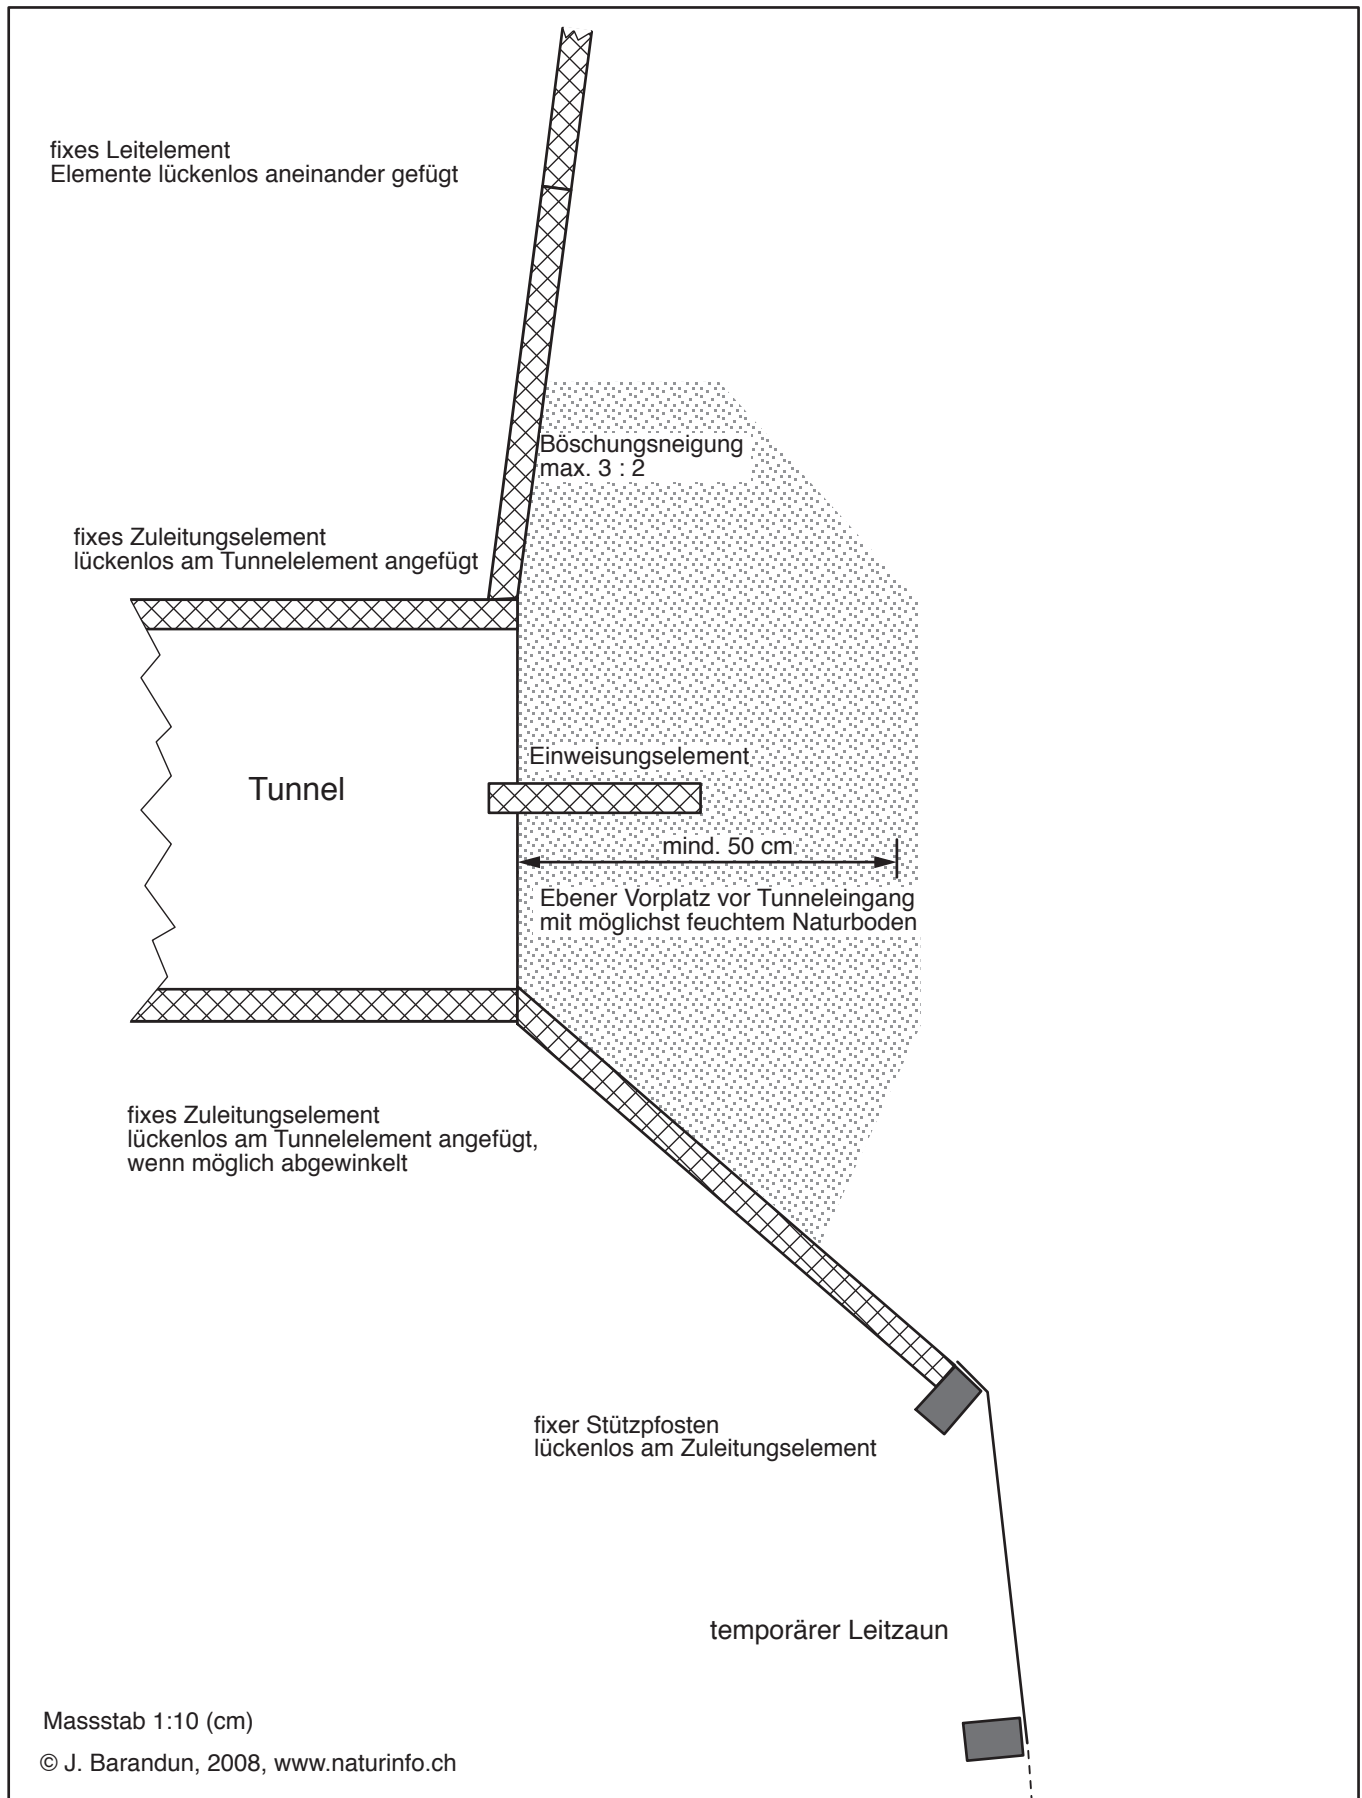 fixes Leitelement
Elemente lückenlos aneinander gefügt
Böschungsneigung
max. 3 : 2
fixes Zuleitungselement
lückenlos am Tunnelelement angefügt
Einweisungselement
Tunnel
mind. 50 cm
Ebener Vorplatz vor Tunneleingang
mit möglichst feuchtem Naturboden
fixes Zuleitungselement
lückenlos am Tunnelelement angefügt,
wenn möglich abgewinkelt
fixer Stützpfosten
lückenlos am Zuleitungselement
temporärer Leitzaun
Massstab 1:10 (cm)
© J. Barandun, 2008, www.naturinfo.ch